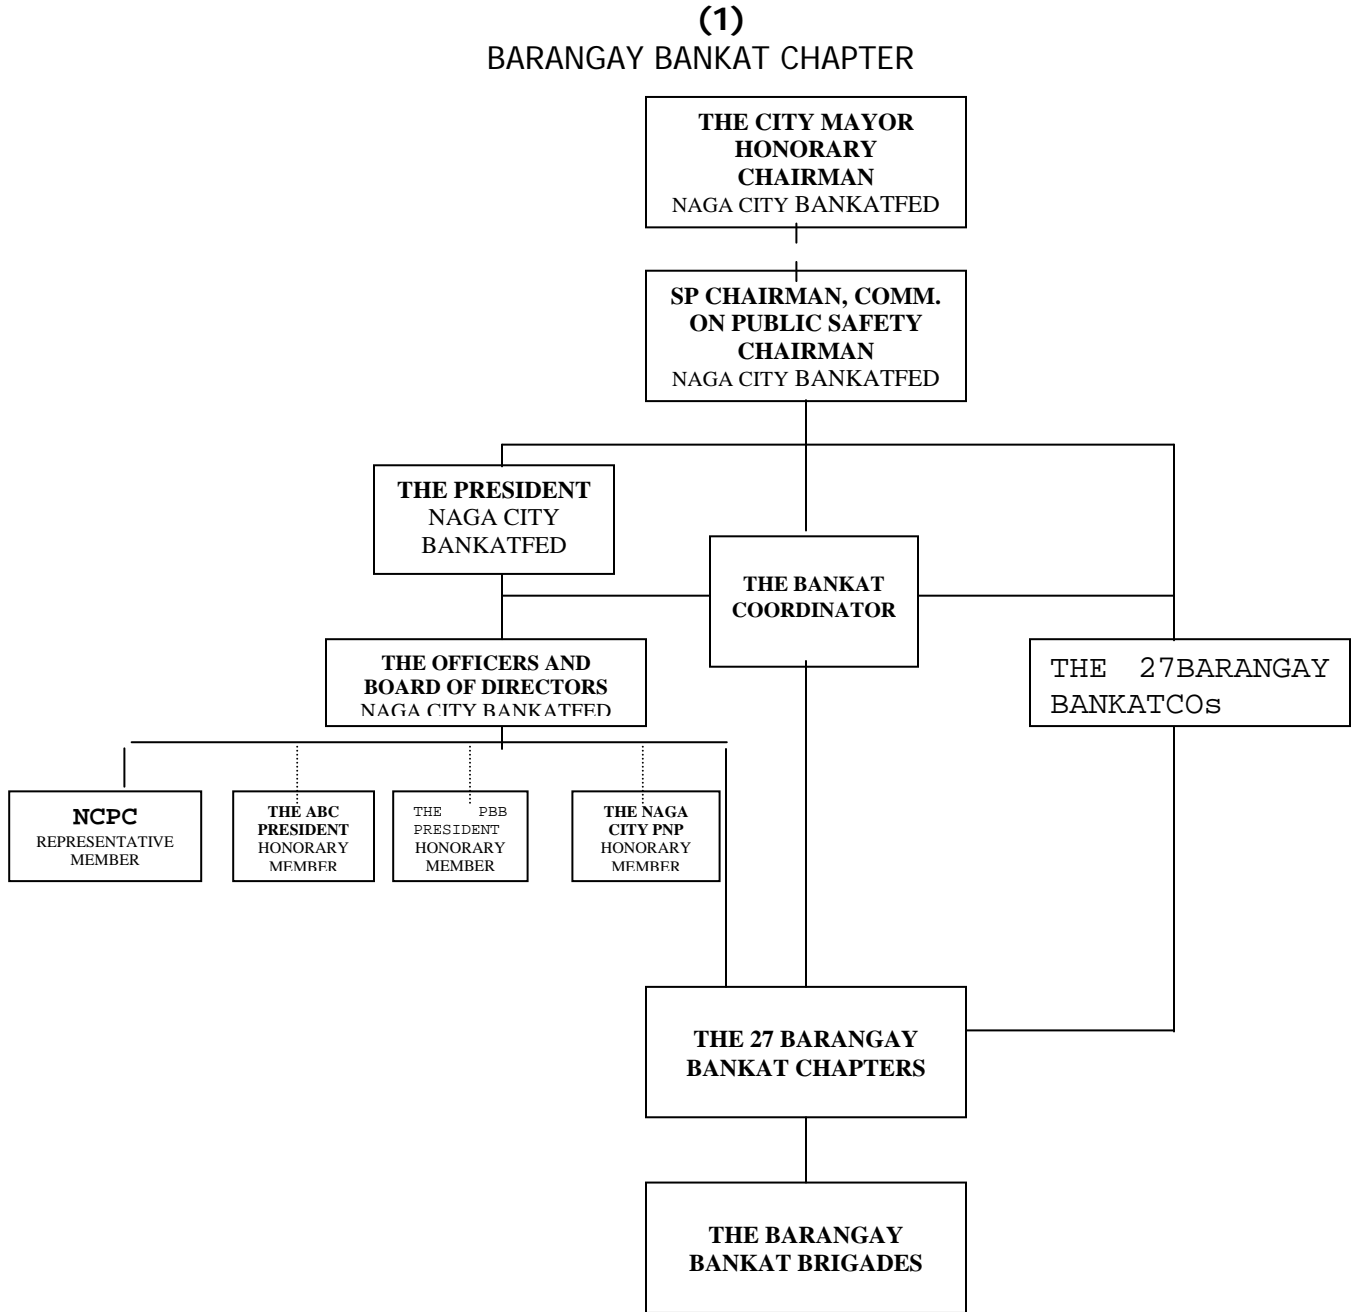 (1)
BARANGAY BANKAT CHAPTER
THE CITY MAYOR
HONORARY
CHAIRMAN
NAGA CITY BANKATFED
SP CHAIRMAN, COMM.
ON PUBLIC SAFETY
CHAIRMAN
NAGA CITY BANKATFED
THE PRESIDENT
NAGA CITY
BANKATFED
THE BANKAT
COORDINATOR
THE OFFICERS AND
BOARD OF DIRECTORS
NAGA CITY BANKATFED
THE 27BARANGAY
BANKATCOs
NCPC
REPRESENTATIVE
MEMBER
THE ABC
PRESIDENT
HONORARY
MEMBER
THE PBB
PRESIDENT
HONORARY
MEMBER
THE NAGA
CITY PNP
HONORARY
MEMBER
THE 27 BARANGAY
BANKAT CHAPTERS
THE BARANGAY
BANKAT BRIGADES